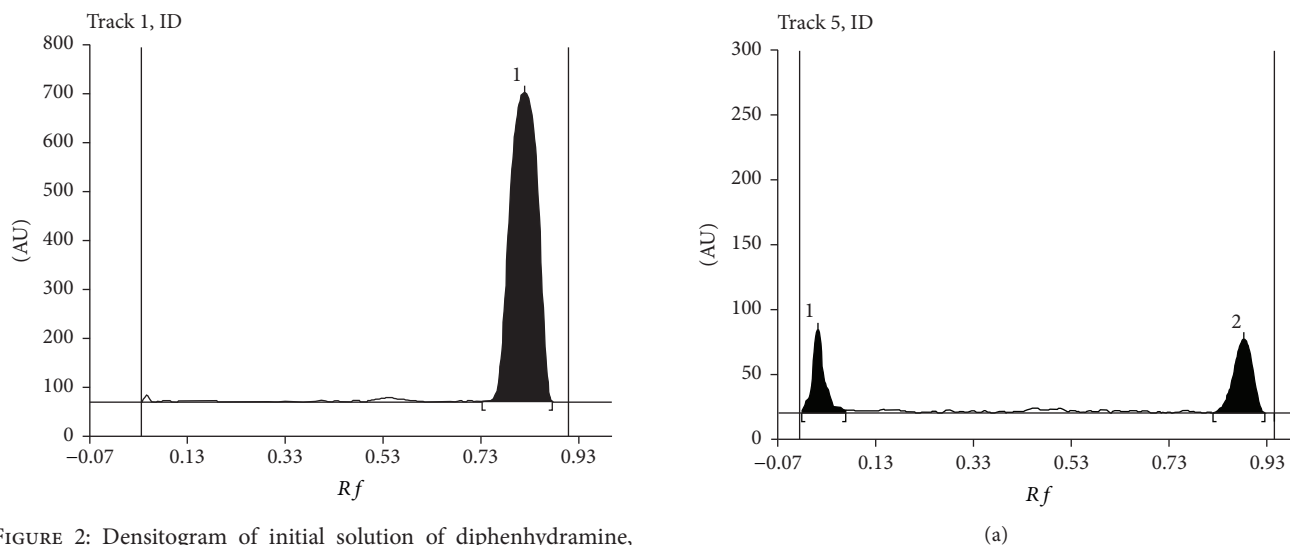 Track 1, ID
800
700
600
500
400
300
200
100
0
(AU)
1
−0.07 0.13 0.33 0.53 0.73 0.93
Rf
2: Densitogram of initial solution of diphenhydramine,
Track 5, ID
300
250
200
150
100
50
0
(AU)
1
2
−0.07 0.13 0.33 0.53 0.73 0.93
Rf
(a)